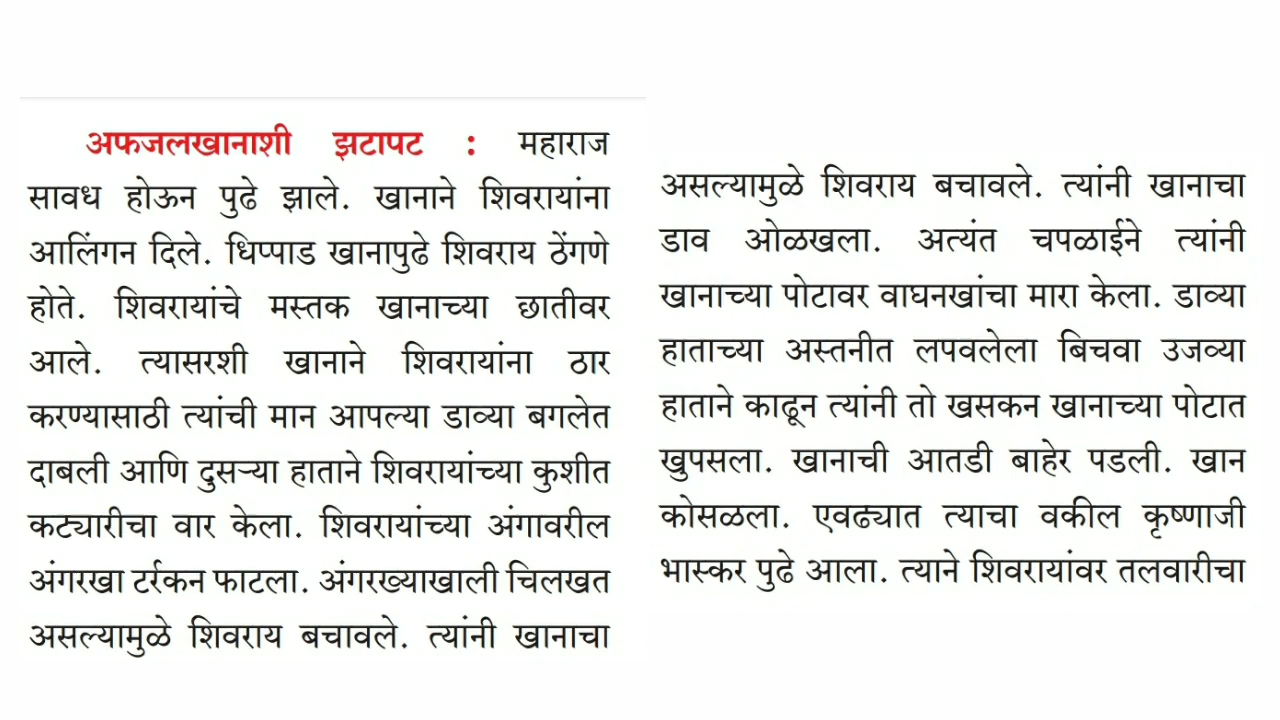 अफजलखानाशी झटापट : महाराज
सावध होऊन पुढे झाले. खानाने शिवरायांना
आलिंगन दिले. धिप्पाड खानापुढे शिवराय ठेंगणे
होते. शिवरायांचे मस्तक खानाच्या छातीवर
आले. त्यासरशी खानाने शिवरायांना ठार
करण्यासाठी त्यांची मान आपल्या डाव्या बगलेत
दाबली आणि दुसऱ्या हाताने शिवरायांच्या कुशीत
कट्यारीचा वार केला. शिवरायांच्या अंगावरील
अंगरखा टर्रकन फाटला. अंगरख्याखाली चिलखत
असल्यामुळे शिवराय बचावले. त्यांनी खानाचा
असल्यामुळे शिवराय बचावले. त्यांनी खानाचा
डाव ओळखला. अत्यंत चपळाईने त्यांनी
खानाच्या पोटावर वाघनखांचा मारा केला. डाव्या
हाताच्या अस्तनीत लपवलेला बिचवा उजव्या
हाताने काढून त्यांनी तो खसकन खानाच्या पोटात
खुपसला. खानाची आतडी बाहेर पडली. खान
कोसळला. एवढ्यात त्याचा वकील कृष्णाजी
भास्कर पुढे आला. त्याने शिवरायांवर तलवारीचा